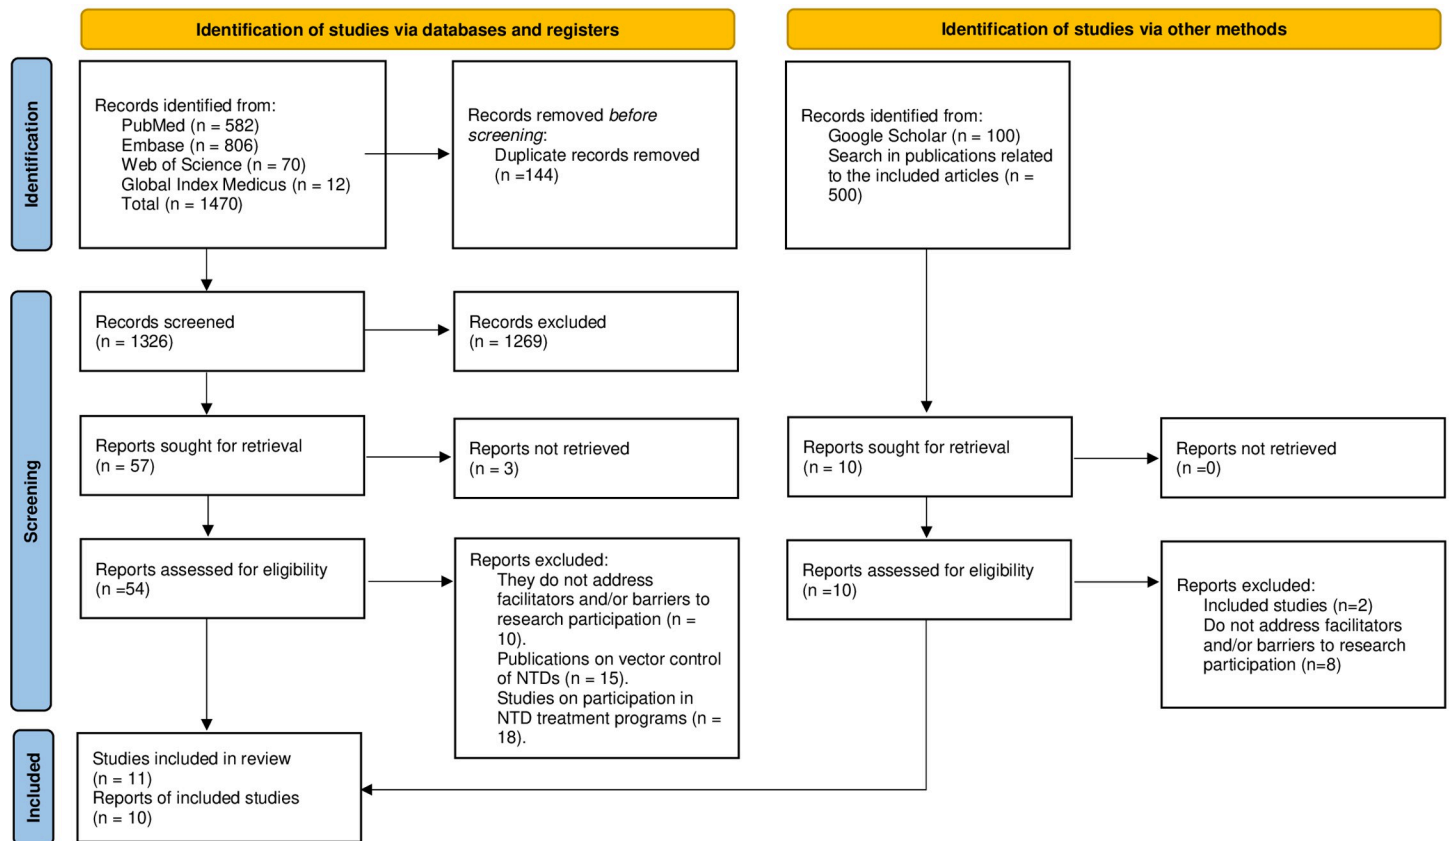 Identification of studies via databases and registers
Identification of studies via other methods
Identification
Records identified from:
PubMed (n = 582)
Embase (n = 806)
Web of Science (n = 70)
Global Index Medicus (n = 12)
Total (n = 1470)
Records removed before
screening:
Duplicate records removed
(n =144)
Records identified from:
Google Scholar (n = 100)
Search in publications related
to the included articles (n =
500)
Screening
Records screened
(n = 1326)
Records excluded
(n = 1269)
Reports sought for retrieval
(n = 57)
Reports not retrieved
(n = 3)
Reports sought for retrieval
(n = 10)
Reports not retrieved
(n =0)
Reports assessed for eligibility
(n =54)
Reports excluded:
They do not address
facilitators and/or barriers to
research participation (n =
10).
Publications on vector control
of NTDs (n = 15).
Studies on participation in
NTD treatment programs (n =
18).
Reports assessed for eligibility
(n =10)
Reports excluded:
Included studies (n=2)
Do not address facilitators
and/or barriers to research
participation (n=8)
Included
Studies included in review
(n = 11)
Reports of included studies
(n = 10)